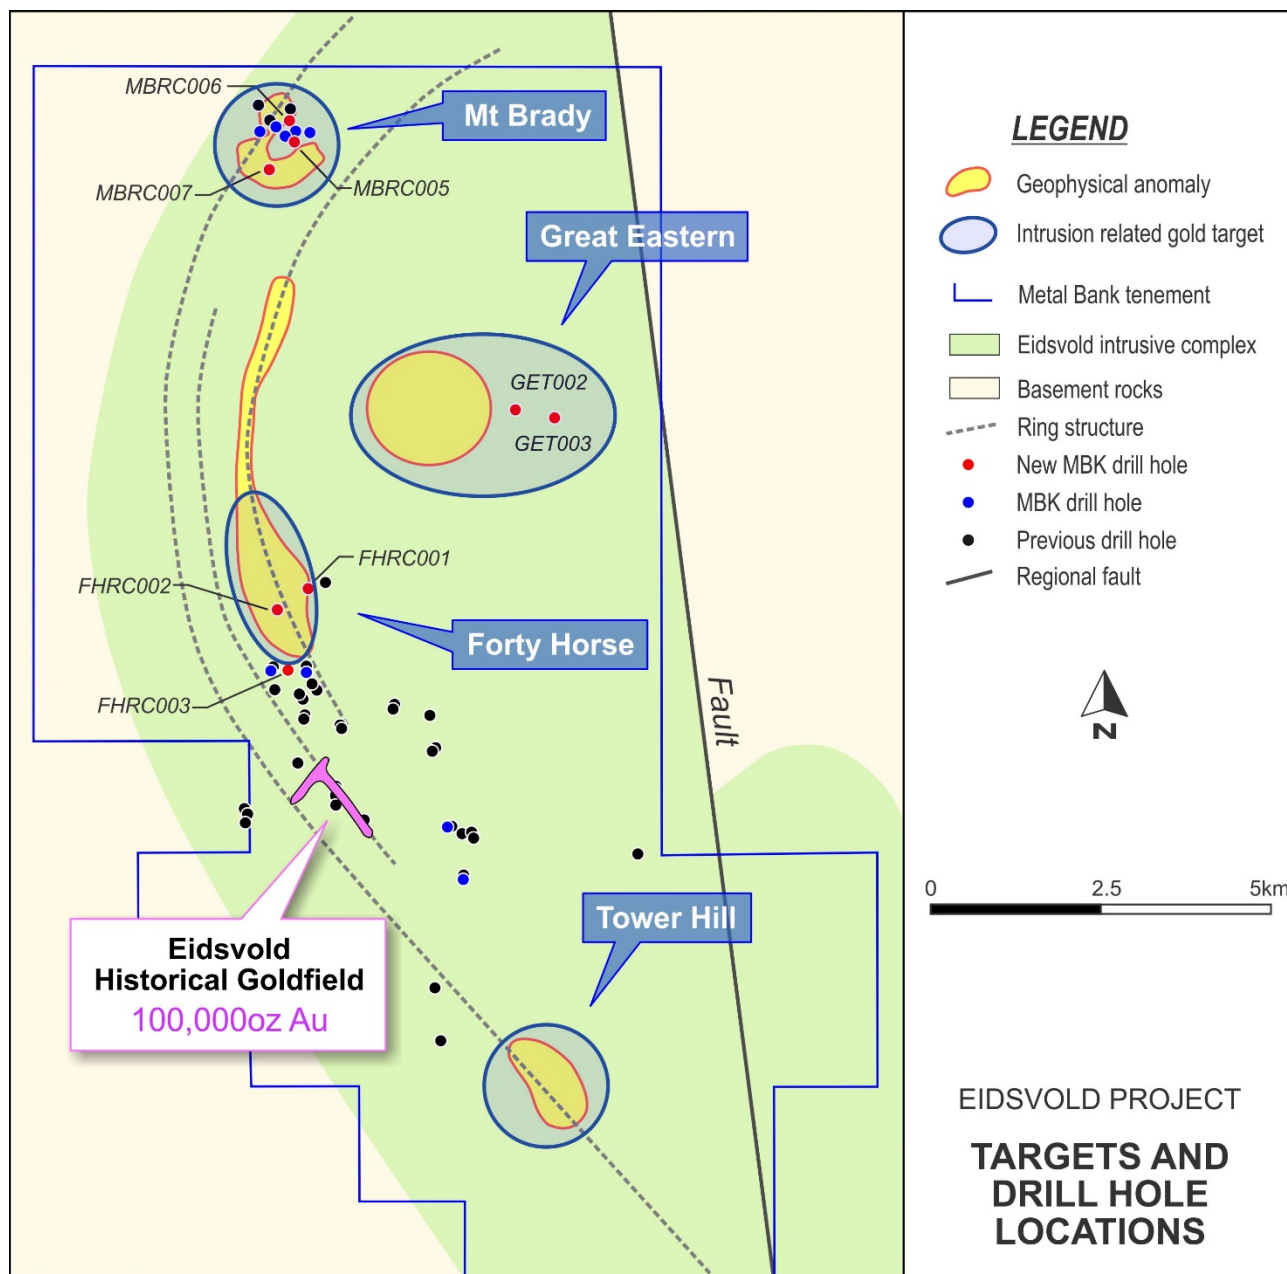 MBRC006
Mt Brady
MBRC007
MBRC005
Great Eastern
GET002
GET003
FHRC001
FHRC002
Forty Horse
FHRC003
Fault
Eidsvold
Historical Goldfield
100,000oz Au
Tower Hill
LEGEND
Geophysical anomaly
Intrusion related gold target
Metal Bank tenement
Eidsvold intrusive complex
Basement rocks
Ring structure
New MBK drill hole
MBK drill hole
Previous drill hole
Regional fault
N
0 2.5 5km
EIDSVOLD PROJECT
TARGETS AND
DRILL HOLE
LOCATIONS